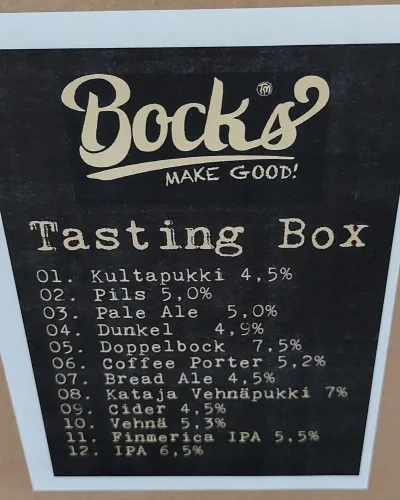 Bock's TM
MAKE GOOD!
Tasting Box
01. Kultapukki 4,5%
02. Pils 5,0%
03. Pale Ale 5,0%
04. Dunkel 4,9%
05. Doppelbock 7,5%
06. Coffee Porter 5,2%
07. Bread Ale 4,5%
08. Kataja Vehnäpukki 7%
09. Cider 4,5%
10. Vehnä 5,3%
11. Finmerica IPA 5,5%
12. IPA 6,5%